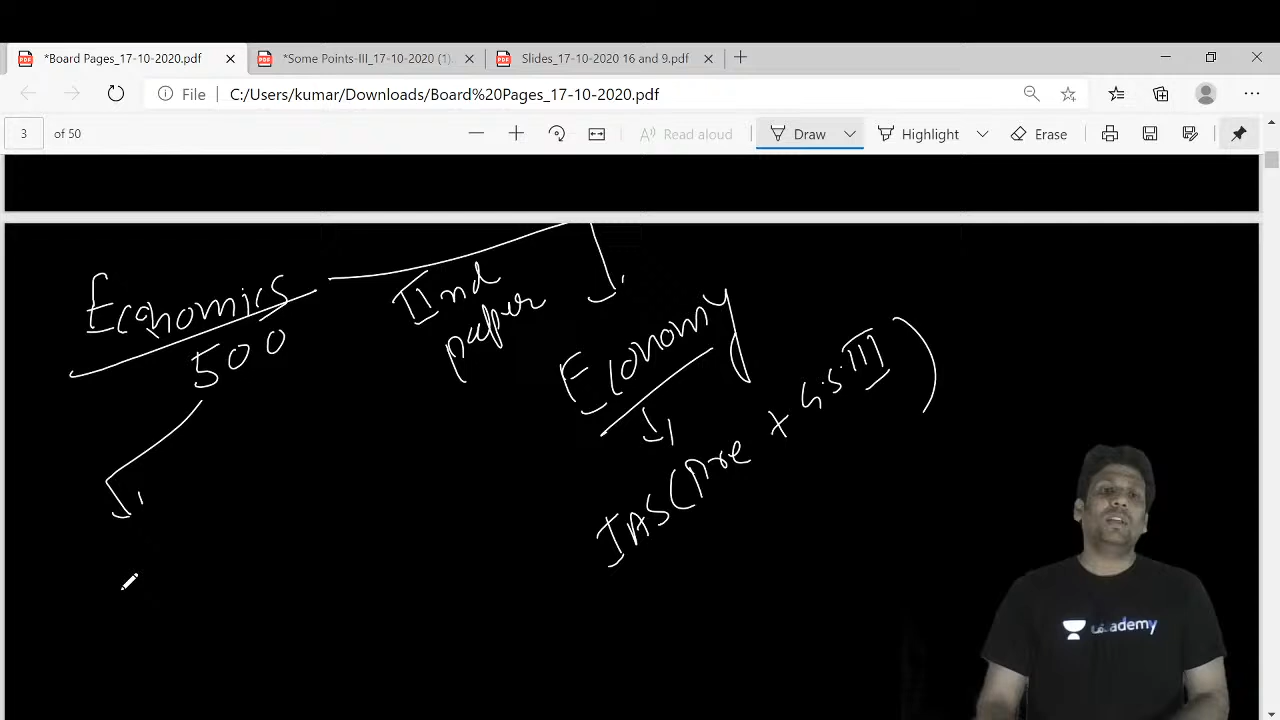 *Board Pages_17-10-2020.pdf
*Some Points-III_17-10-2020 (1).
Slides_17-10-2020 16 and 9.pdf
File C:/Users/kumar/Downloads/Board%20Pages_17-10-2020.pdf
3 of 50
Read aloud
Draw
Highlight
Erase
Economics
500
IInd
paper
Economy
IAS (Pre + G.S. III)
unacademy